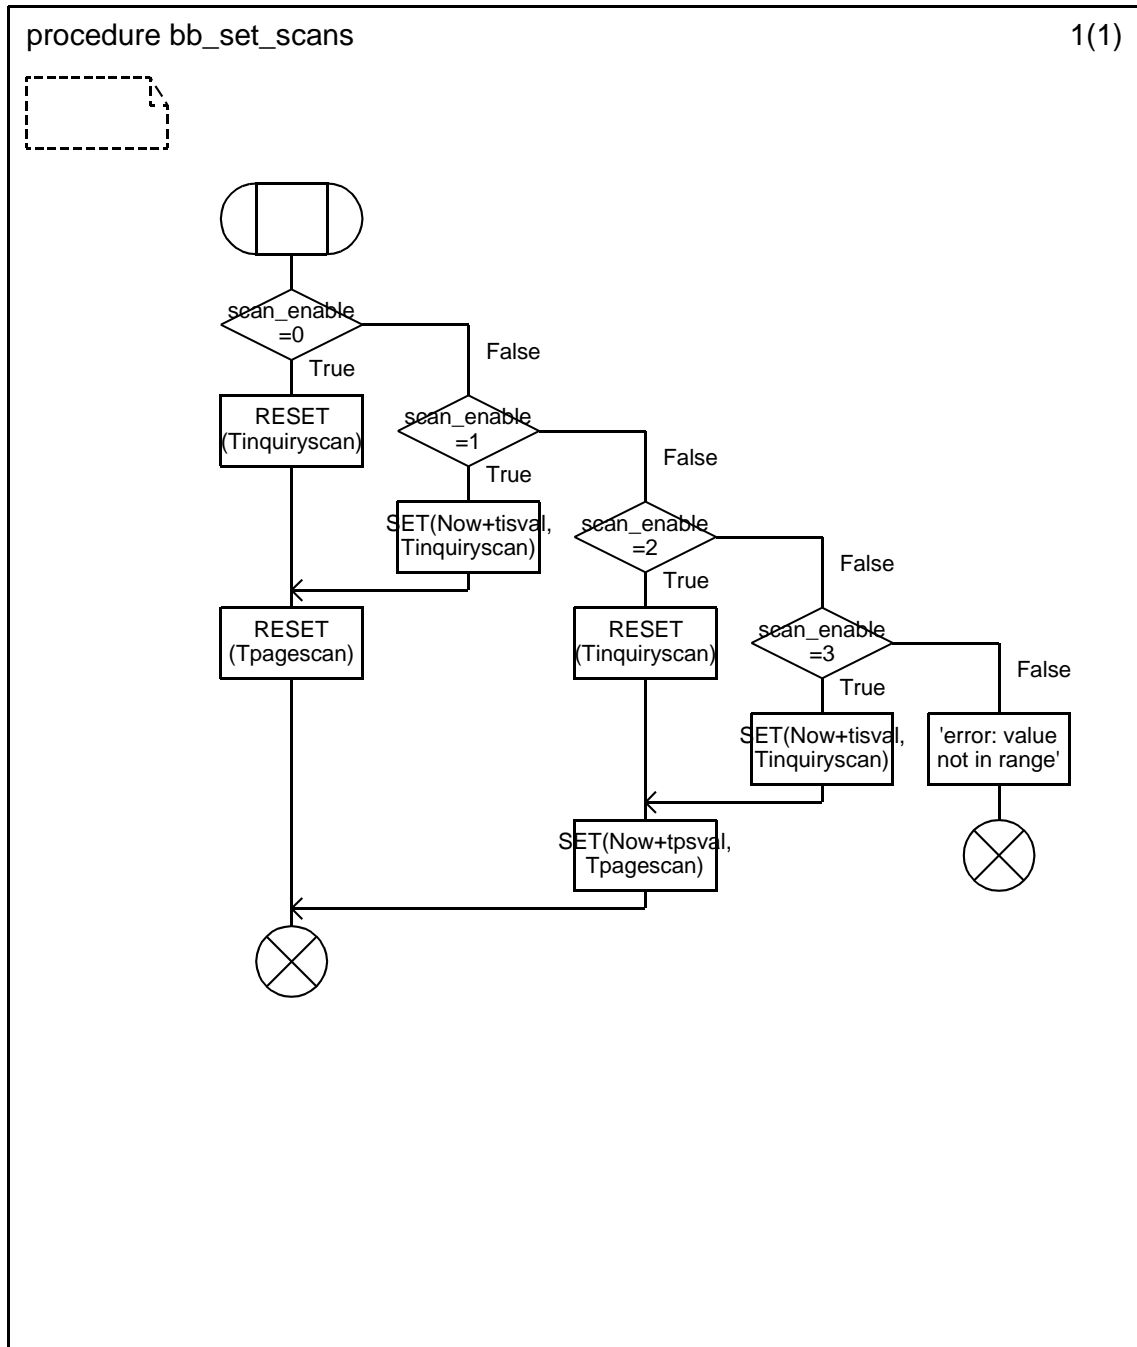 procedure bb_set_scans
1(1)
scan_enable
=0
False
True
RESET
(Tinquiryscan)
scan_enable
=1
False
True
SET(Now+tisval,
Tinquiryscan)
scan_enable
=2
False
True
RESET
(Tpagescan)
RESET
(Tinquiryscan)
scan_enable
=3
False
True
SET(Now+tisval,
Tinquiryscan)
'error: value
not in range'
SET(Now+tpsval,
Tpagescan)